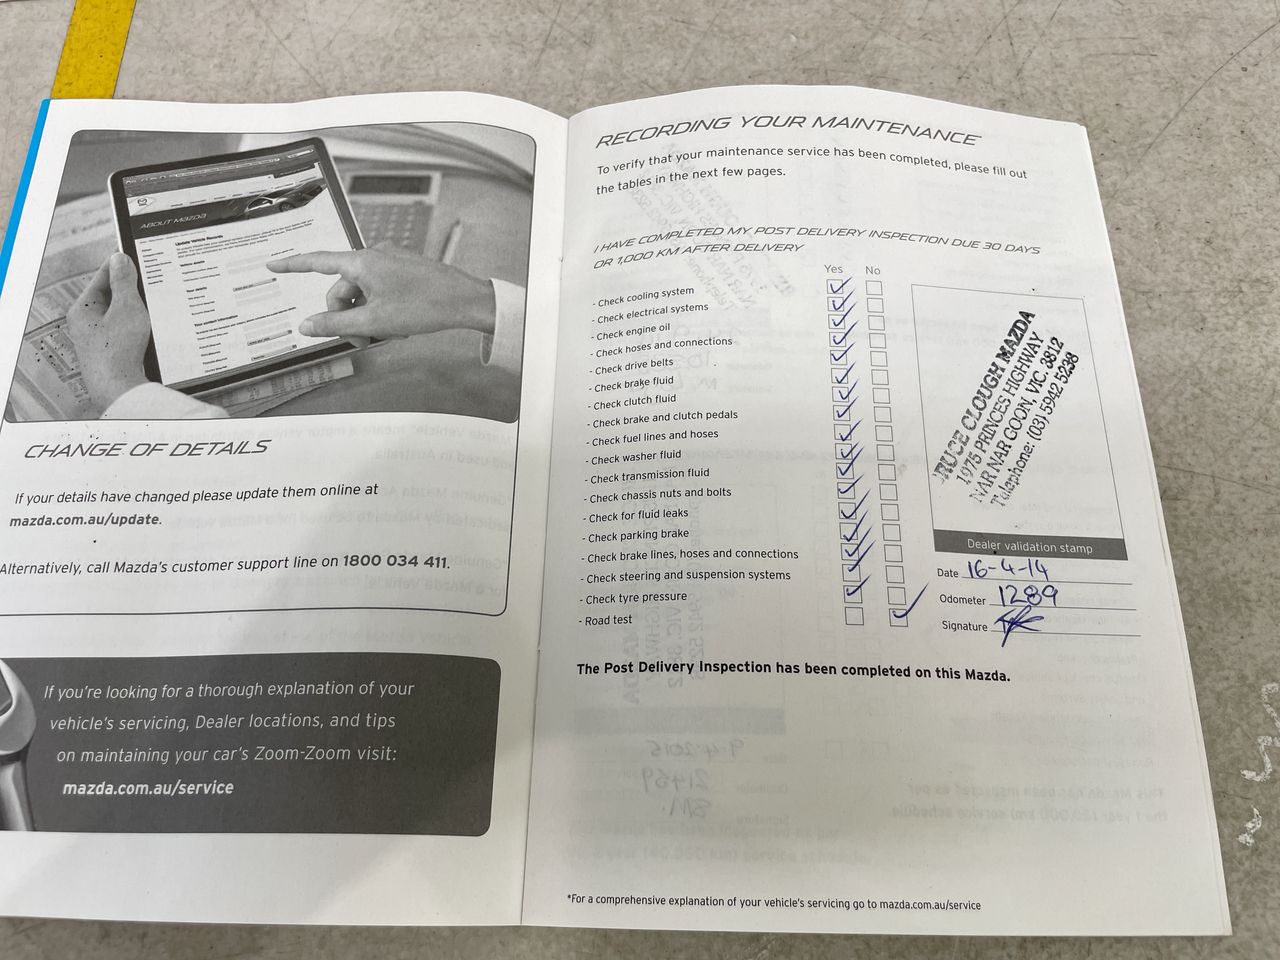 ABOUT MAZDA
Update Vehicle Records
CHANGE OF DETAILS
If your details have changed please update them online at
mazda.com.au/update.
Alternatively, call Mazda's customer support line on 1800 034 411.
If you're looking for a thorough explanation of your
vehicle's servicing, Dealer locations, and tips
on maintaining your car's Zoom-Zoom visit:
mazda.com.au/service
RECORDING YOUR MAINTENANCE
To verify that your maintenance service has been completed, please fill out
the tables in the next few pages.
I HAVE COMPLETED MY POST DELIVERY INSPECTION DUE 30 DAYS
OR 1,000 KM AFTER DELIVERY
Yes No
- Check cooling system
- Check electrical systems
- Check engine oil
- Check hoses and connections
- Check drive belts
- Check brake fluid
- Check clutch fluid
- Check brake and clutch pedals
- Check fuel lines and hoses
- Check washer fluid
- Check transmission fluid
- Check chassis nuts and bolts
- Check for fluid leaks
- Check parking brake
- Check brake lines, hoses and connections
- Check steering and suspension systems
- Check tyre pressure
- Road test
RUSE CLOUGH MAZDA
1075 PRINCES HIGHWAY
NAR NAR GOON, VIC. 3812
Telephone: (03) 5942 5238
Dealer validation stamp
Date 16-4-14
Odometer 1289
Signature
The Post Delivery Inspection has been completed on this Mazda.
*For a comprehensive explanation of your vehicle's servicing go to mazda.com.au/service